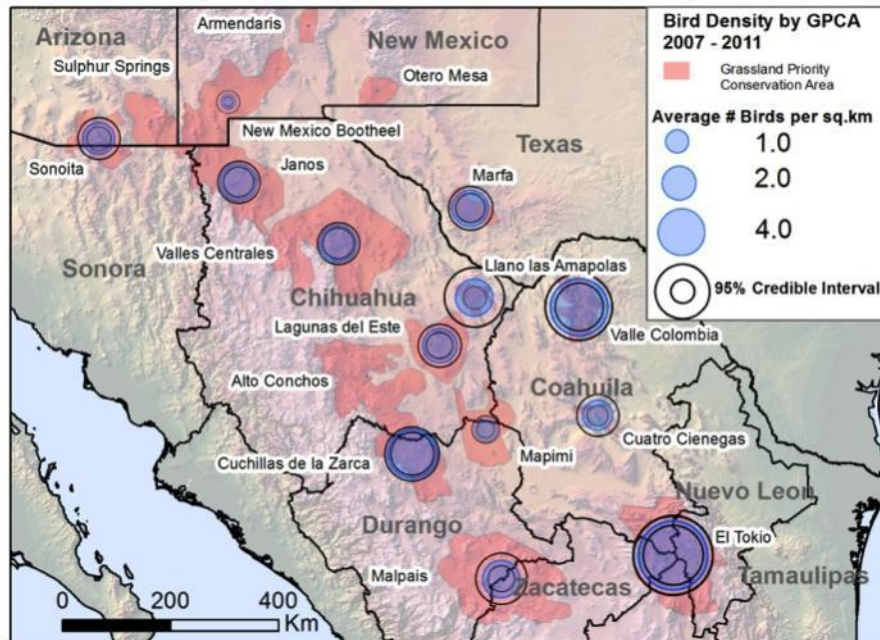 Armendaris
Arizona
New Mexico
Sulphur Springs
Otero Mesa
New Mexico Bootheel
Texas
Sonoita
Janos
Marfa
Valles Centrales
Sonora
Llano las Amapolas
Chihuahua
Lagunas del Este
Valle Colombia
Alto Conchos
Coahuila
Cuatro Cienegas
Cuchillas de la Zarca
Mapimi
Nuevo Leon
Durango
El Tokio
Malpais
Zacatecas
Tamaulipas
0 200 400
Km
Bird Density by GPCA
2007 - 2011
Grassland Priority
Conservation Area
Average # Birds per sq.km
1.0
2.0
4.0
95% Credible Interval